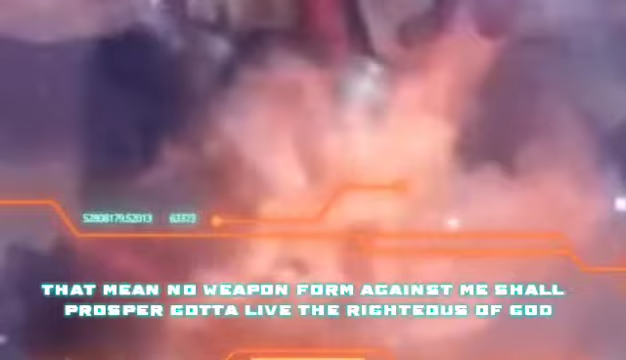 52808179.52013 63373
THAT MEAN NO WEAPON FORM AGAINST ME SHALL
PROSPER GOTTA LIVE THE RIGHTEOUS OF GOD